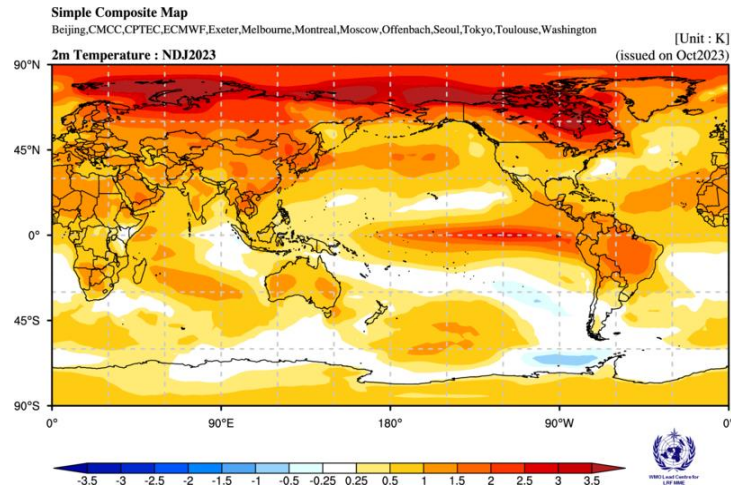 Simple Composite Map
Beijing,CMCC,CPTEC,ECMWF,Exeter,Melbourne,Montreal,Moscow,Offenbach,Seoul,Tokyo,Toulouse,Washington
[Unit : K]
2m Temperature : NDJ2023
(issued on Oct2023)
90°N
45°N
0°
45°S
90°S
0° 90°E 180° 90°W 0°
-3.5 -3 -2.5 -2 -1.5 -1 -0.5 -0.25 0.25 0.5 1 1.5 2 2.5 3 3.5
WMO Lead Centre for
LRF MME